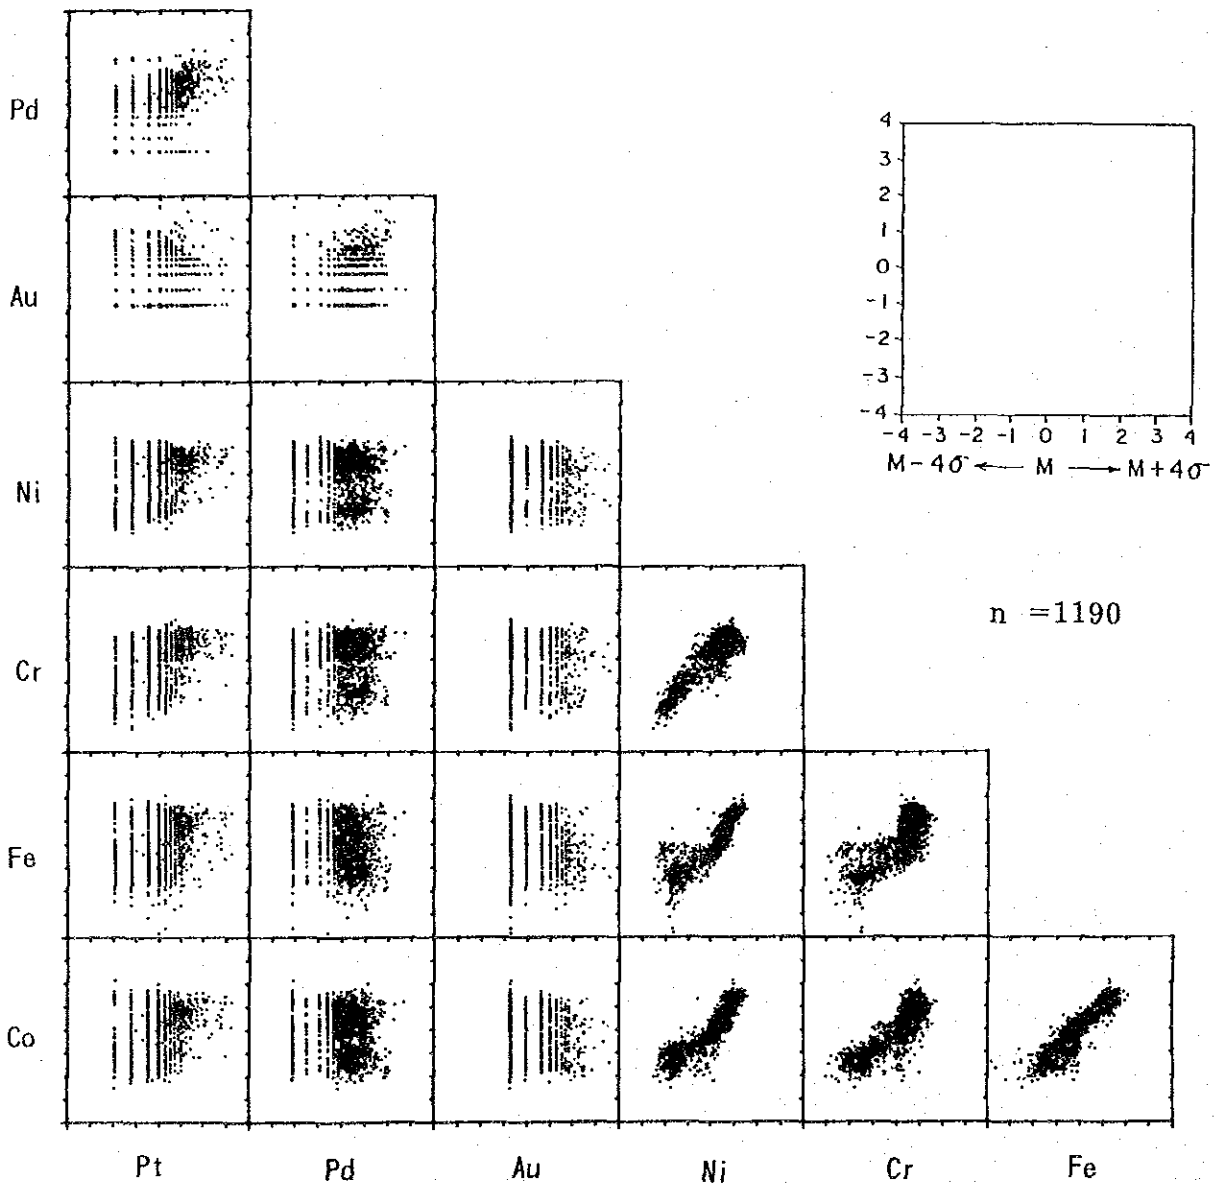 Pd
Au
Ni
Cr
Fe
Co
Pt Pd Au Ni Cr Fe
4
3
2
1
0
-1
-2
-3
-4
-4 -3 -2 -1 0 1 2 3 4
M-4σ ← M → M+4σ
n =1190